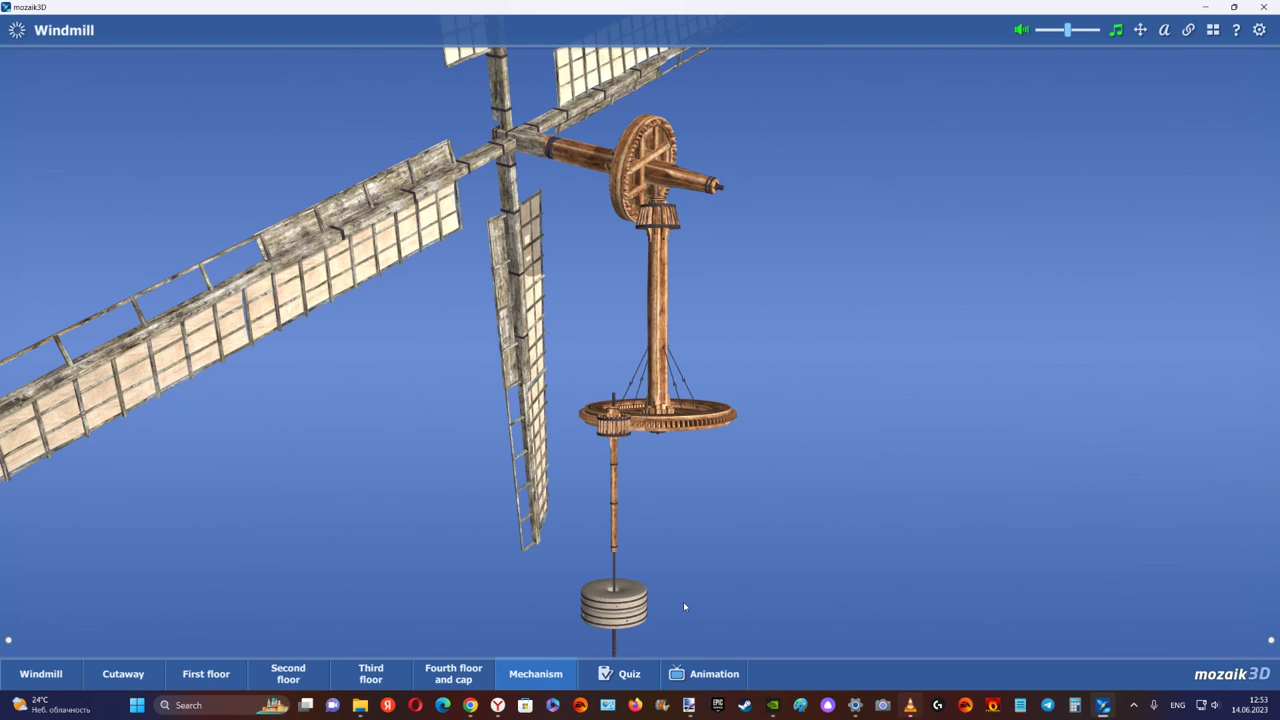 mozaik3D
Windmill
a
?
Windmill
Cutaway
First floor
Second
floor
Third
floor
Fourth floor
and cap
Mechanism
Quiz
Animation
mozaik3D
24°C
Неб. облачность
Search
ENG
12:53
14.06.2023